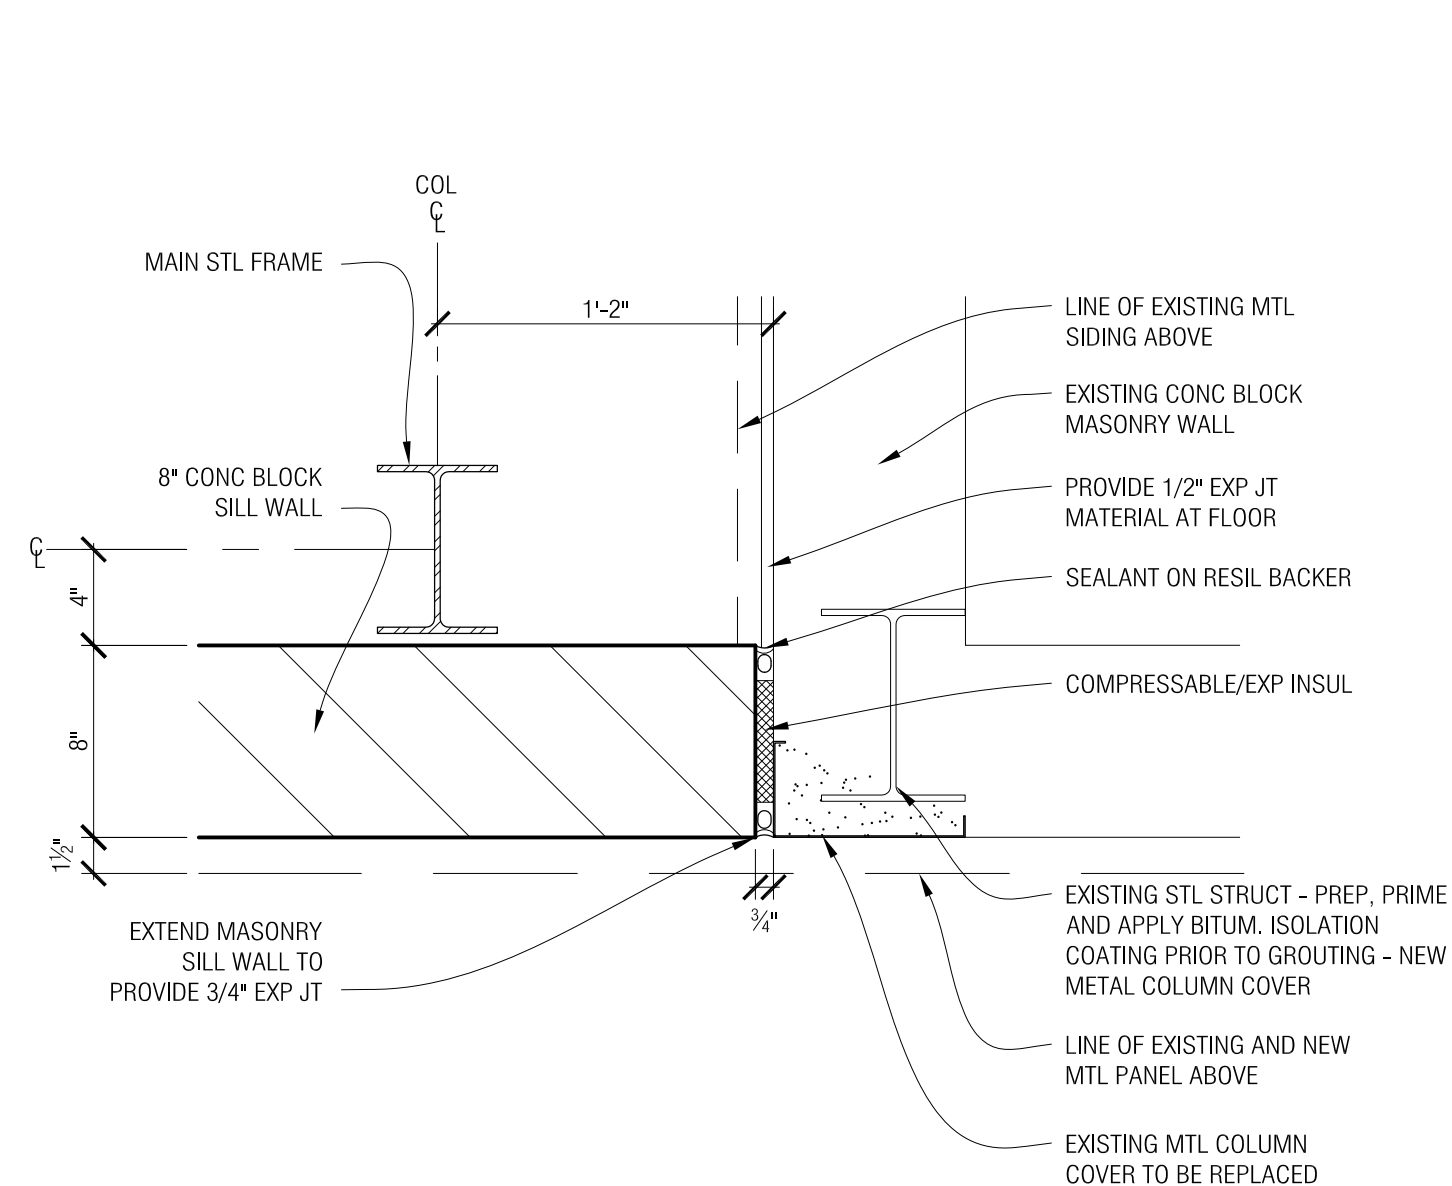 COL
℄
MAIN STL FRAME
1'-2"
LINE OF EXISTING MTL
SIDING ABOVE
EXISTING CONC BLOCK
MASONRY WALL
8" CONC BLOCK
SILL WALL
PROVIDE 1/2" EXP JT
MATERIAL AT FLOOR
℄
4"
SEALANT ON RESIL BACKER
COMPRESSABLE/EXP INSUL
8"
1½"
¾"
EXTEND MASONRY
SILL WALL TO
PROVIDE 3/4" EXP JT
EXISTING STL STRUCT - PREP, PRIME
AND APPLY BITUM. ISOLATION
COATING PRIOR TO GROUTING - NEW
METAL COLUMN COVER
LINE OF EXISTING AND NEW
MTL PANEL ABOVE
EXISTING MTL COLUMN
COVER TO BE REPLACED